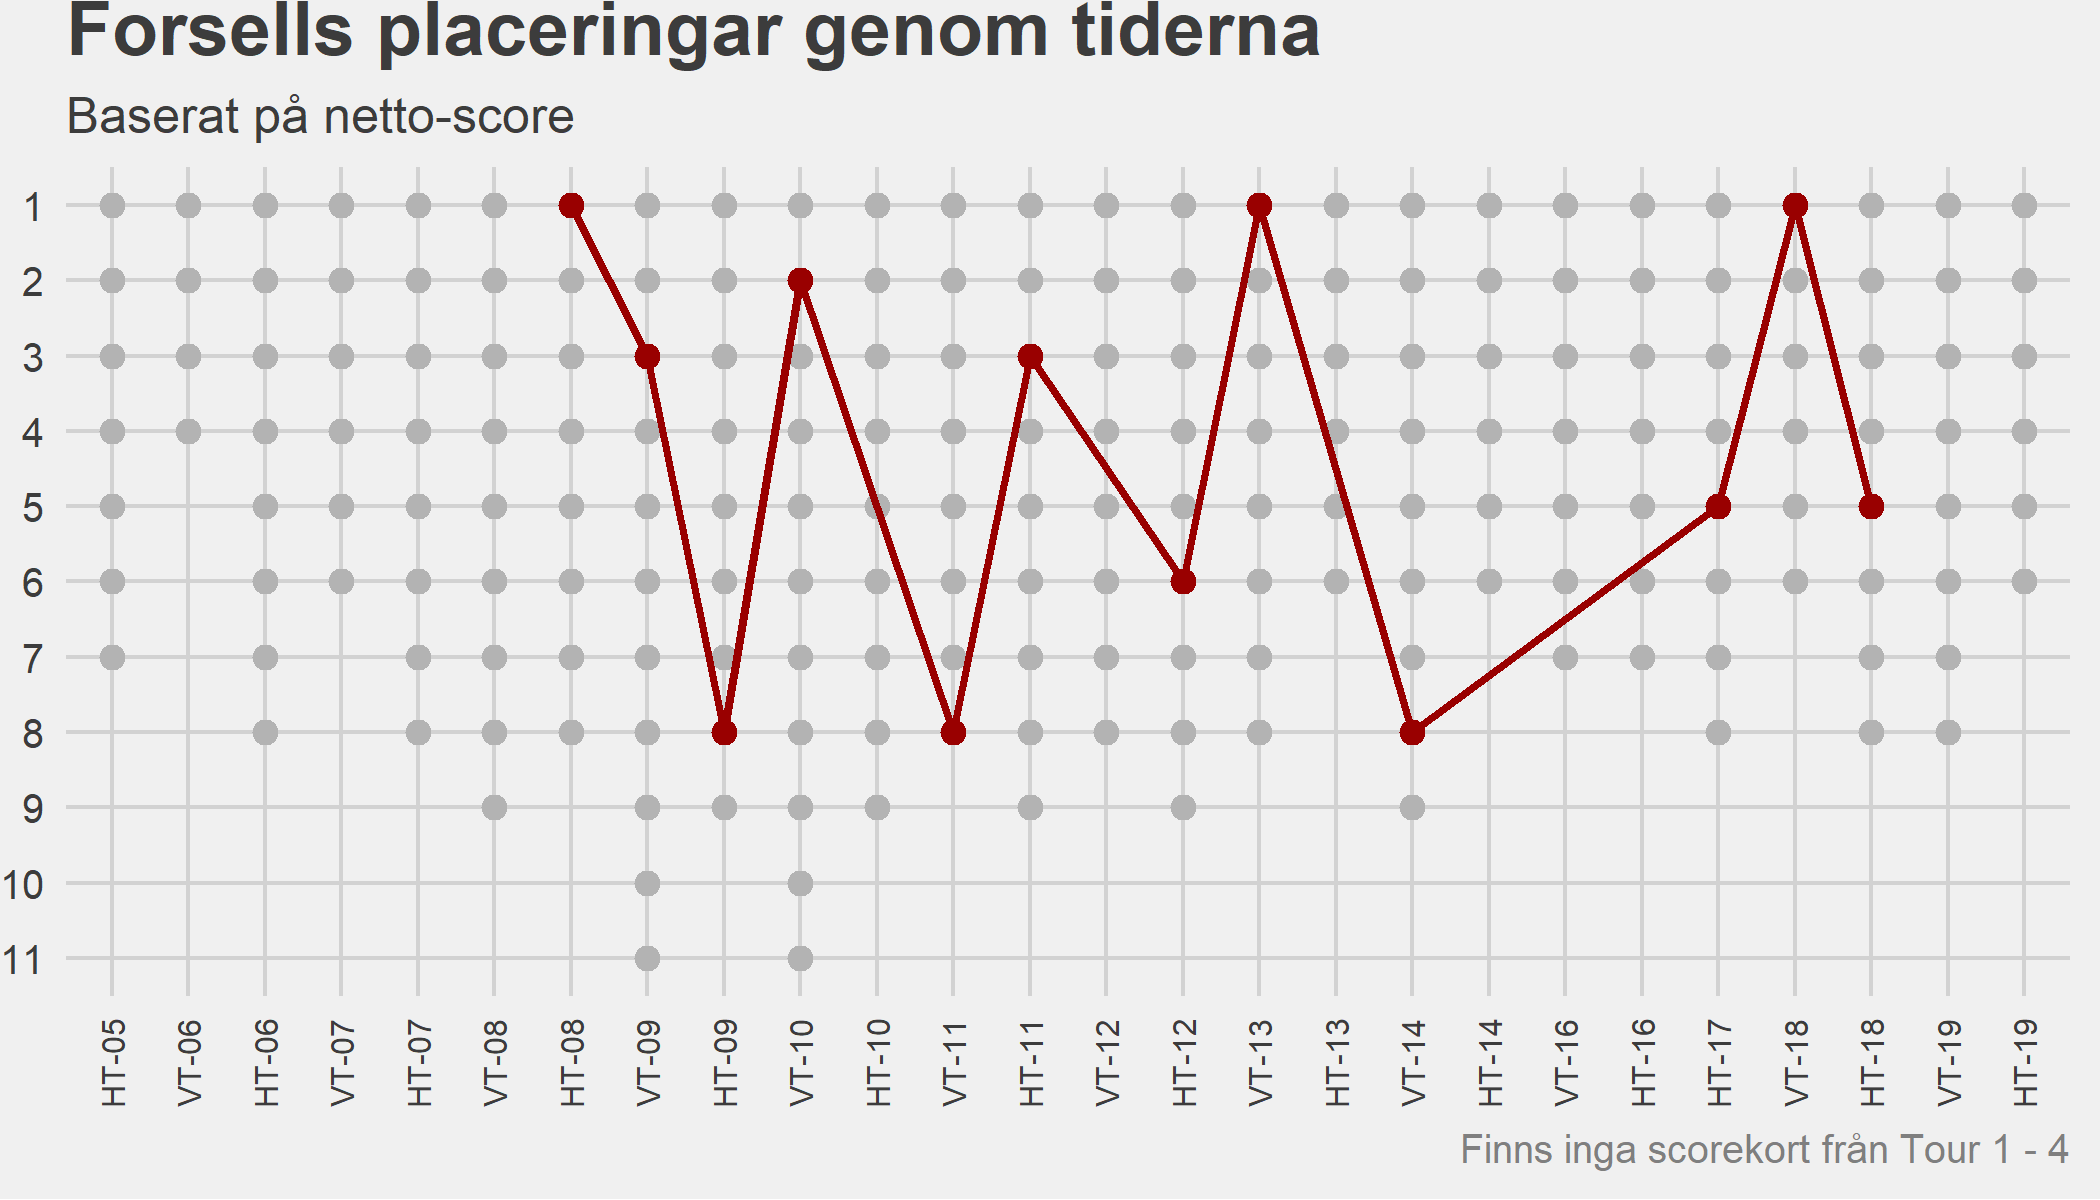 Forsells placeringar genom tiderna
Baserat på netto-score
1
2
3
4
5
6
7
8
9
10
11
HT-05
VT-06
HT-06
VT-07
HT-07
VT-08
HT-08
VT-09
HT-09
VT-10
HT-10
VT-11
HT-11
VT-12
HT-12
VT-13
HT-13
VT-14
HT-14
VT-16
HT-16
HT-17
VT-18
HT-18
VT-19
HT-19
Finns inga scorekort från Tour 1 - 4